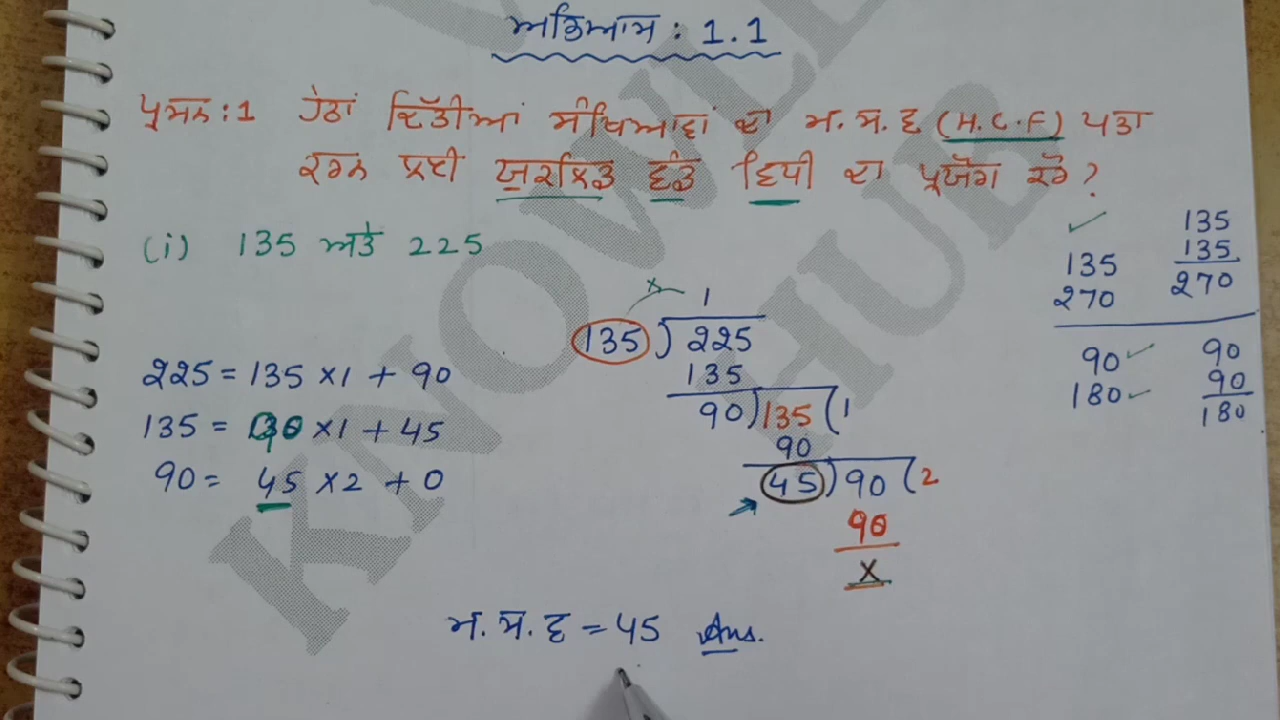 ਅਭਿਆਸ : 1.1
ਪ੍ਰਸ਼ਨ : 1 ਹੇਠਾਂ ਦਿੱਤੀਆਂ ਸੰਖਿਆਵਾਂ ਦਾ ਮ. ਸ. ਵ (H.C.F) ਪਤਾ
ਕਰਨ ਲਈ ਯੂਕਲਿਡ ਵੰਡ ਵਿਧੀ ਦਾ ਪ੍ਰਯੋਗ ਕਰੋ ?
(i) 135 ਅਤੇ 225
225 = 135 × 1 + 90
135 = 90 × 1 + 45
90 = 45 × 2 + 0
1
135 ) 225
135
90 ) 135 ( 1
90
45 ) 90 ( 2
90
×
✓ 135
135 135
270 270
90 ✓ 90
180 ✓ 90
180
ਮ. ਸ. ਵ = 45 Ans.
KNOWLEDGE HUB